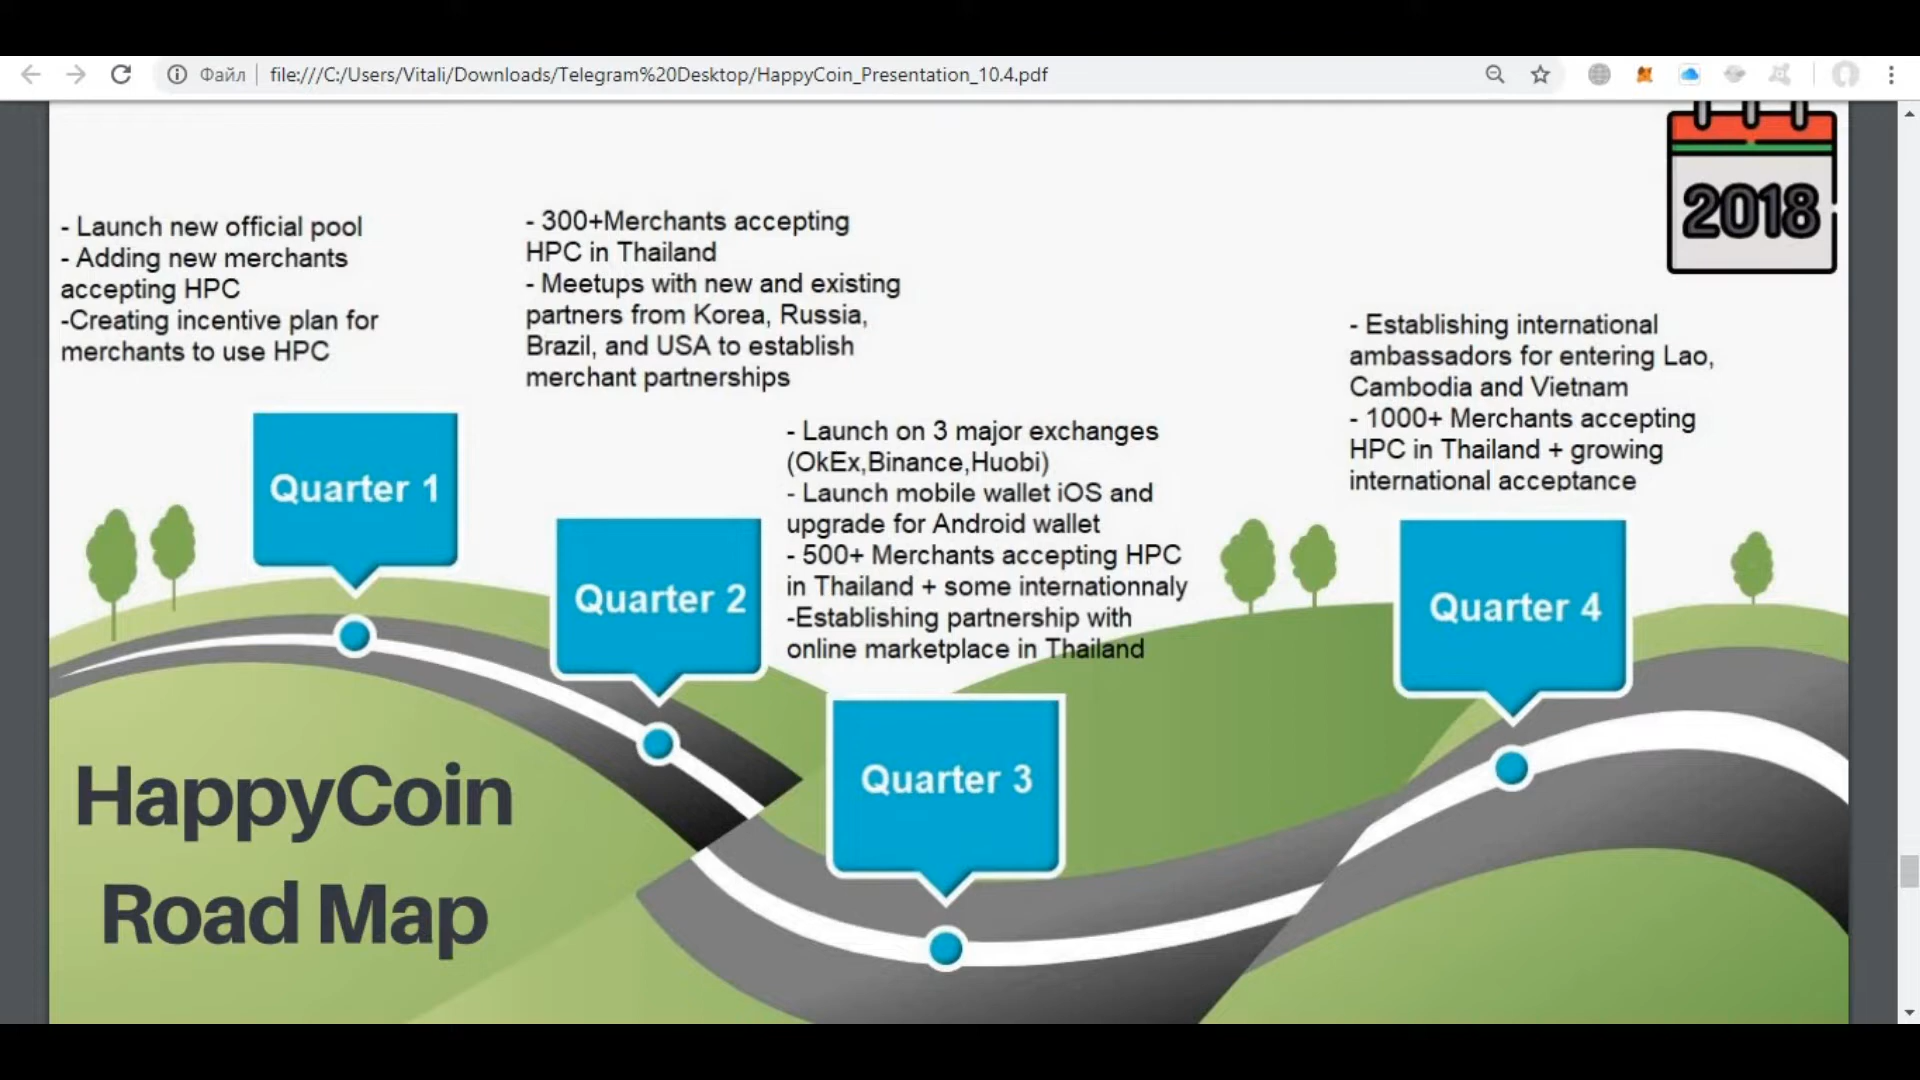 Файл
file:///C:/Users/Vitali/Downloads/Telegram%20Desktop/HappyCoin_Presentation_10.4.pdf
2018
- Launch new official pool
- Adding new merchants
accepting HPC
-Creating incentive plan for
merchants to use HPC
Quarter 1
- 300+Merchants accepting
HPC in Thailand
- Meetups with new and existing
partners from Korea, Russia,
Brazil, and USA to establish
merchant partnerships
Quarter 2
- Launch on 3 major exchanges
(OkEx,Binance,Huobi)
- Launch mobile wallet iOS and
upgrade for Android wallet
- 500+ Merchants accepting HPC
in Thailand + some internationnaly
-Establishing partnership with
online marketplace in Thailand
Quarter 3
- Establishing international
ambassadors for entering Lao,
Cambodia and Vietnam
- 1000+ Merchants accepting
HPC in Thailand + growing
international acceptance
Quarter 4
HappyCoin
Road Map